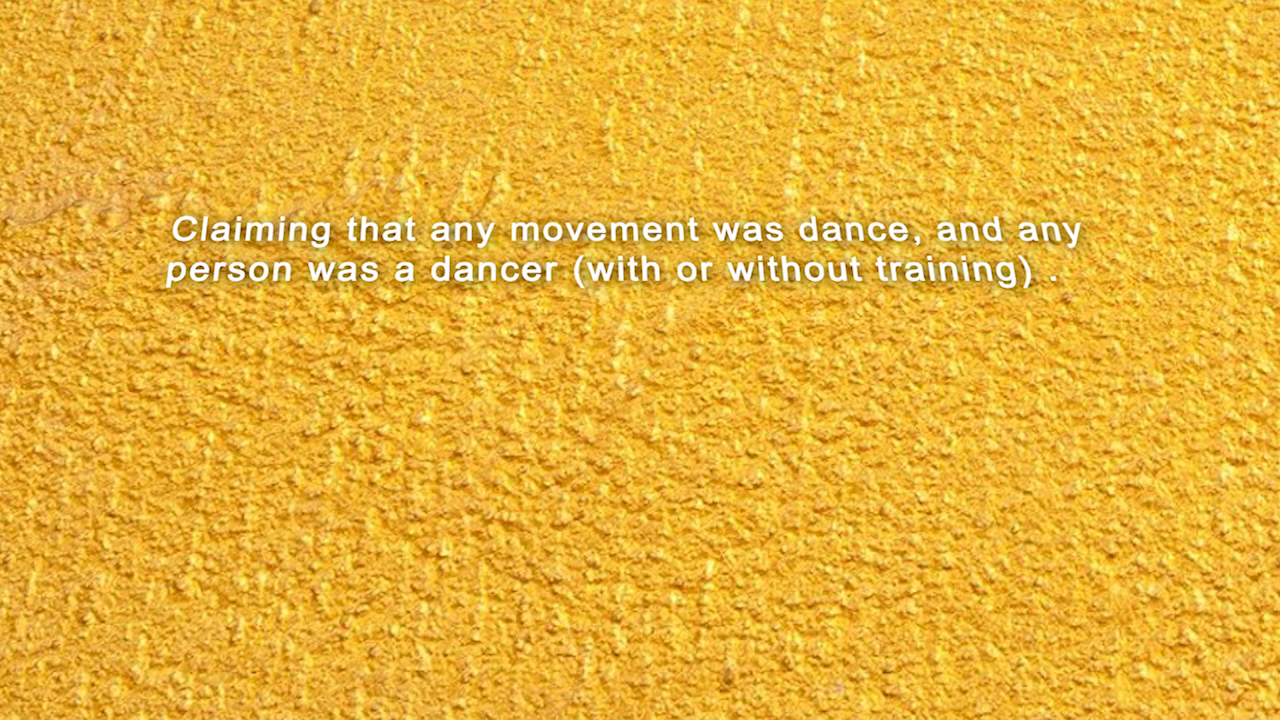 Claiming that any movement was dance, and any
person was a dancer (with or without training) .